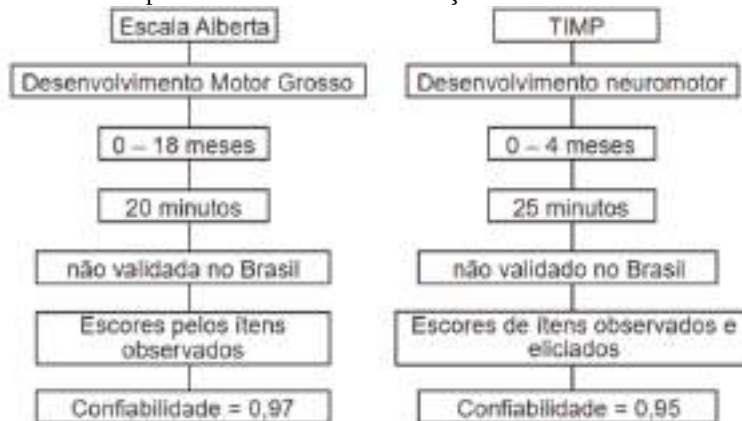 Escala Alberta
Desenvolvimento Motor Grosso
0 – 18 meses
20 minutos
não validada no Brasil
Escores pelos ítens
observados
Confiabilidade = 0,97
TIMP
Desenvolvimento neuromotor
0 – 4 meses
25 minutos
não validado no Brasil
Escores de ítens observados e
eliciados
Confiabilidade = 0,95